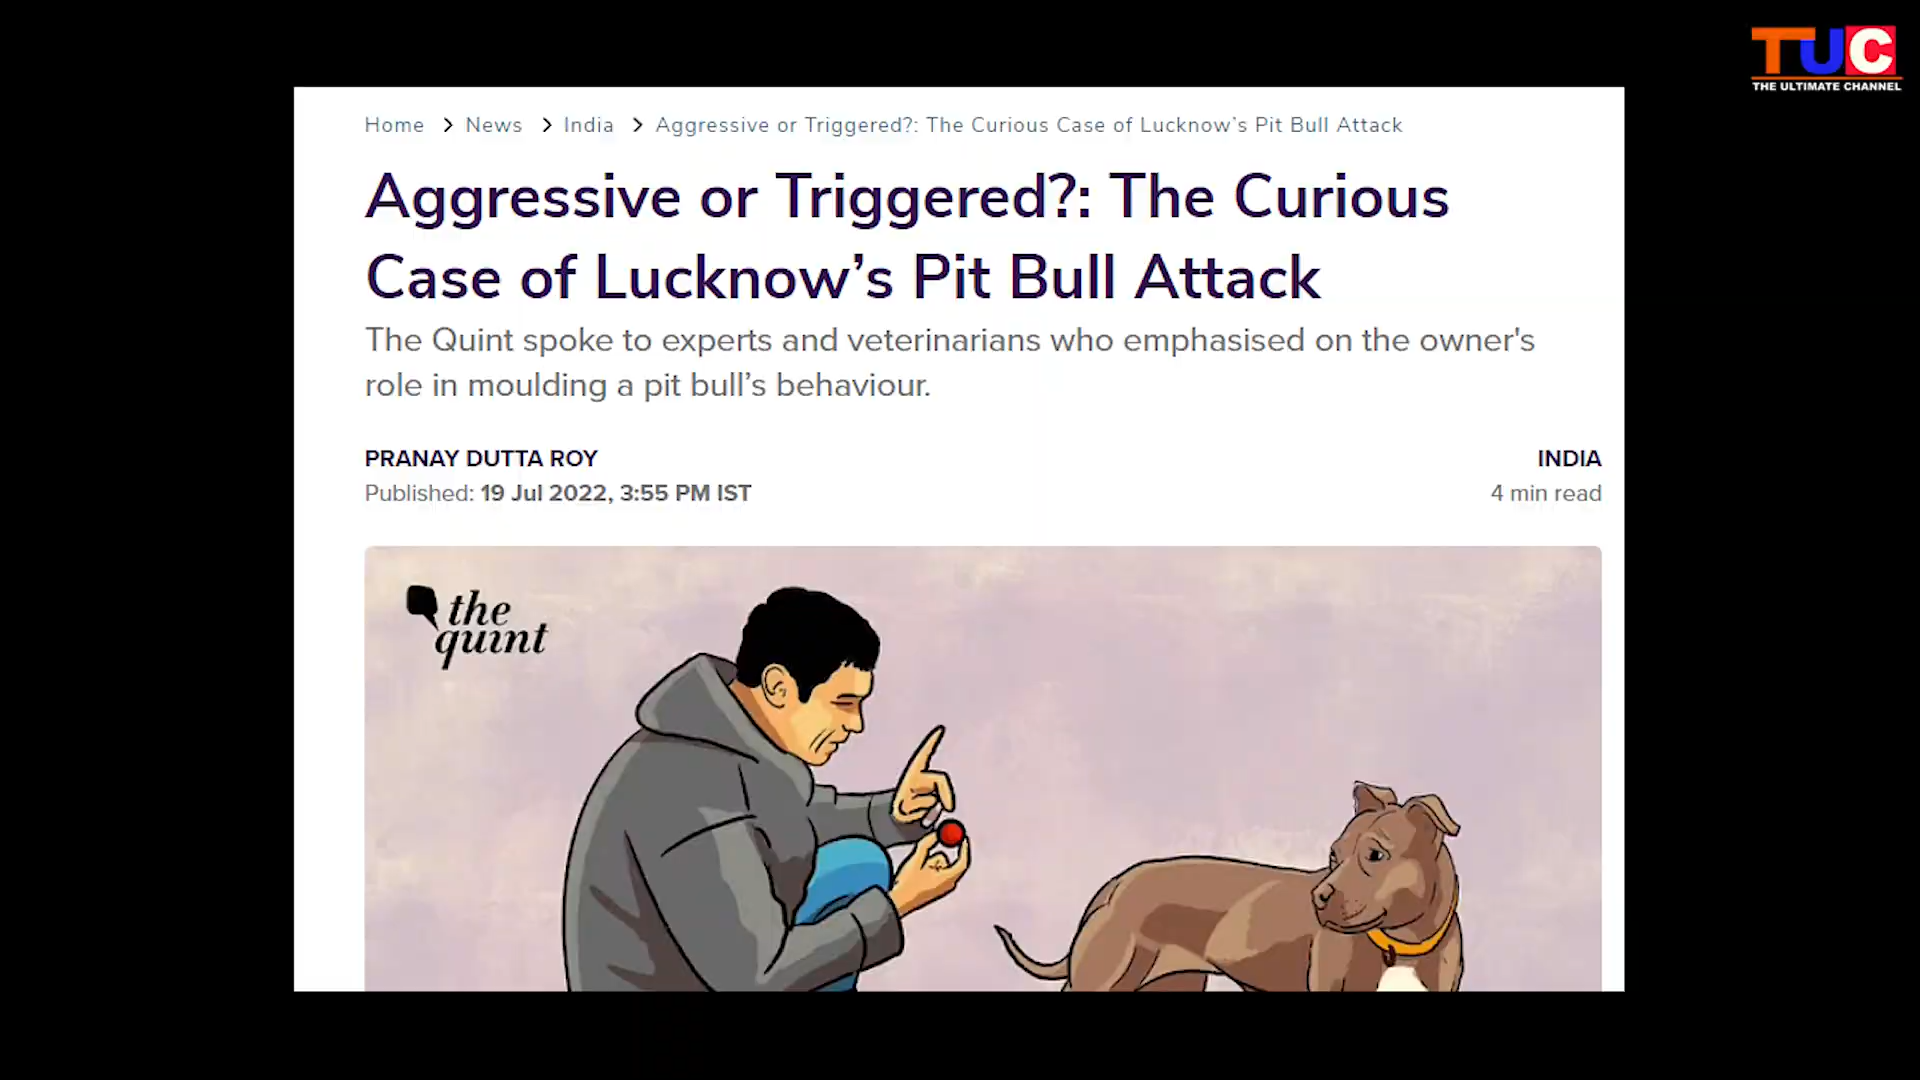 TUC
THE ULTIMATE CHANNEL
Home > News > India > Aggressive or Triggered?: The Curious Case of Lucknow’s Pit Bull Attack
Aggressive or Triggered?: The Curious
Case of Lucknow’s Pit Bull Attack
The Quint spoke to experts and veterinarians who emphasised on the owner's
role in moulding a pit bull’s behaviour.
PRANAY DUTTA ROY
INDIA
Published: 19 Jul 2022, 3:55 PM IST
4 min read
the
quint